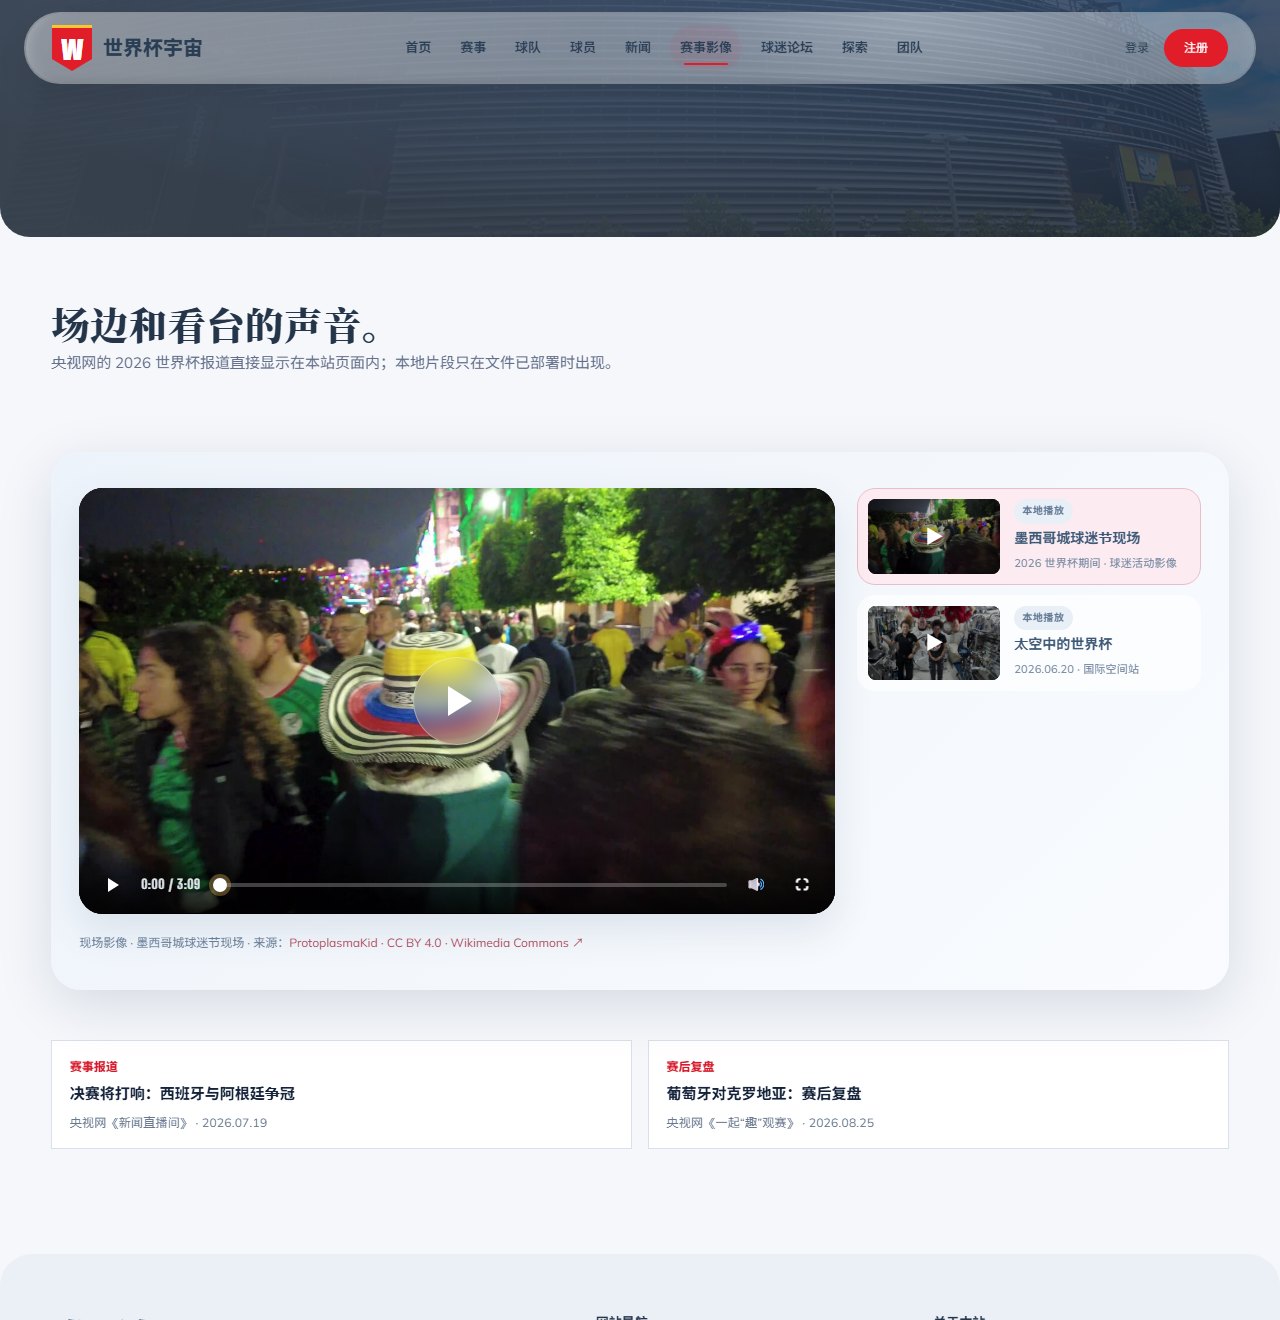 W 世界杯宇宙 首页 赛事 球队 球员 新闻 赛事影像 球迷论坛 探索 团队 登录 注册
场边和看台的声音。
央视网的 2026 世界杯报道直接显示在本站页面内；本地片段只在文件已部署时出现。
0:00 / 3:09
现场影像 · 墨西哥城球迷节现场 · 来源：ProtoplasmaKid · CC BY 4.0 · Wikimedia Commons ↗
本地播放
墨西哥城球迷节现场
2026 世界杯期间 · 球迷活动影像
本地播放
太空中的世界杯
2026.06.20 · 国际空间站
赛事报道
决赛将打响：西班牙与阿根廷争冠
央视网《新闻直播间》 · 2026.07.19
赛后复盘
葡萄牙对克罗地亚：赛后复盘
央视网《一起“趣”观赛》 · 2026.08.25